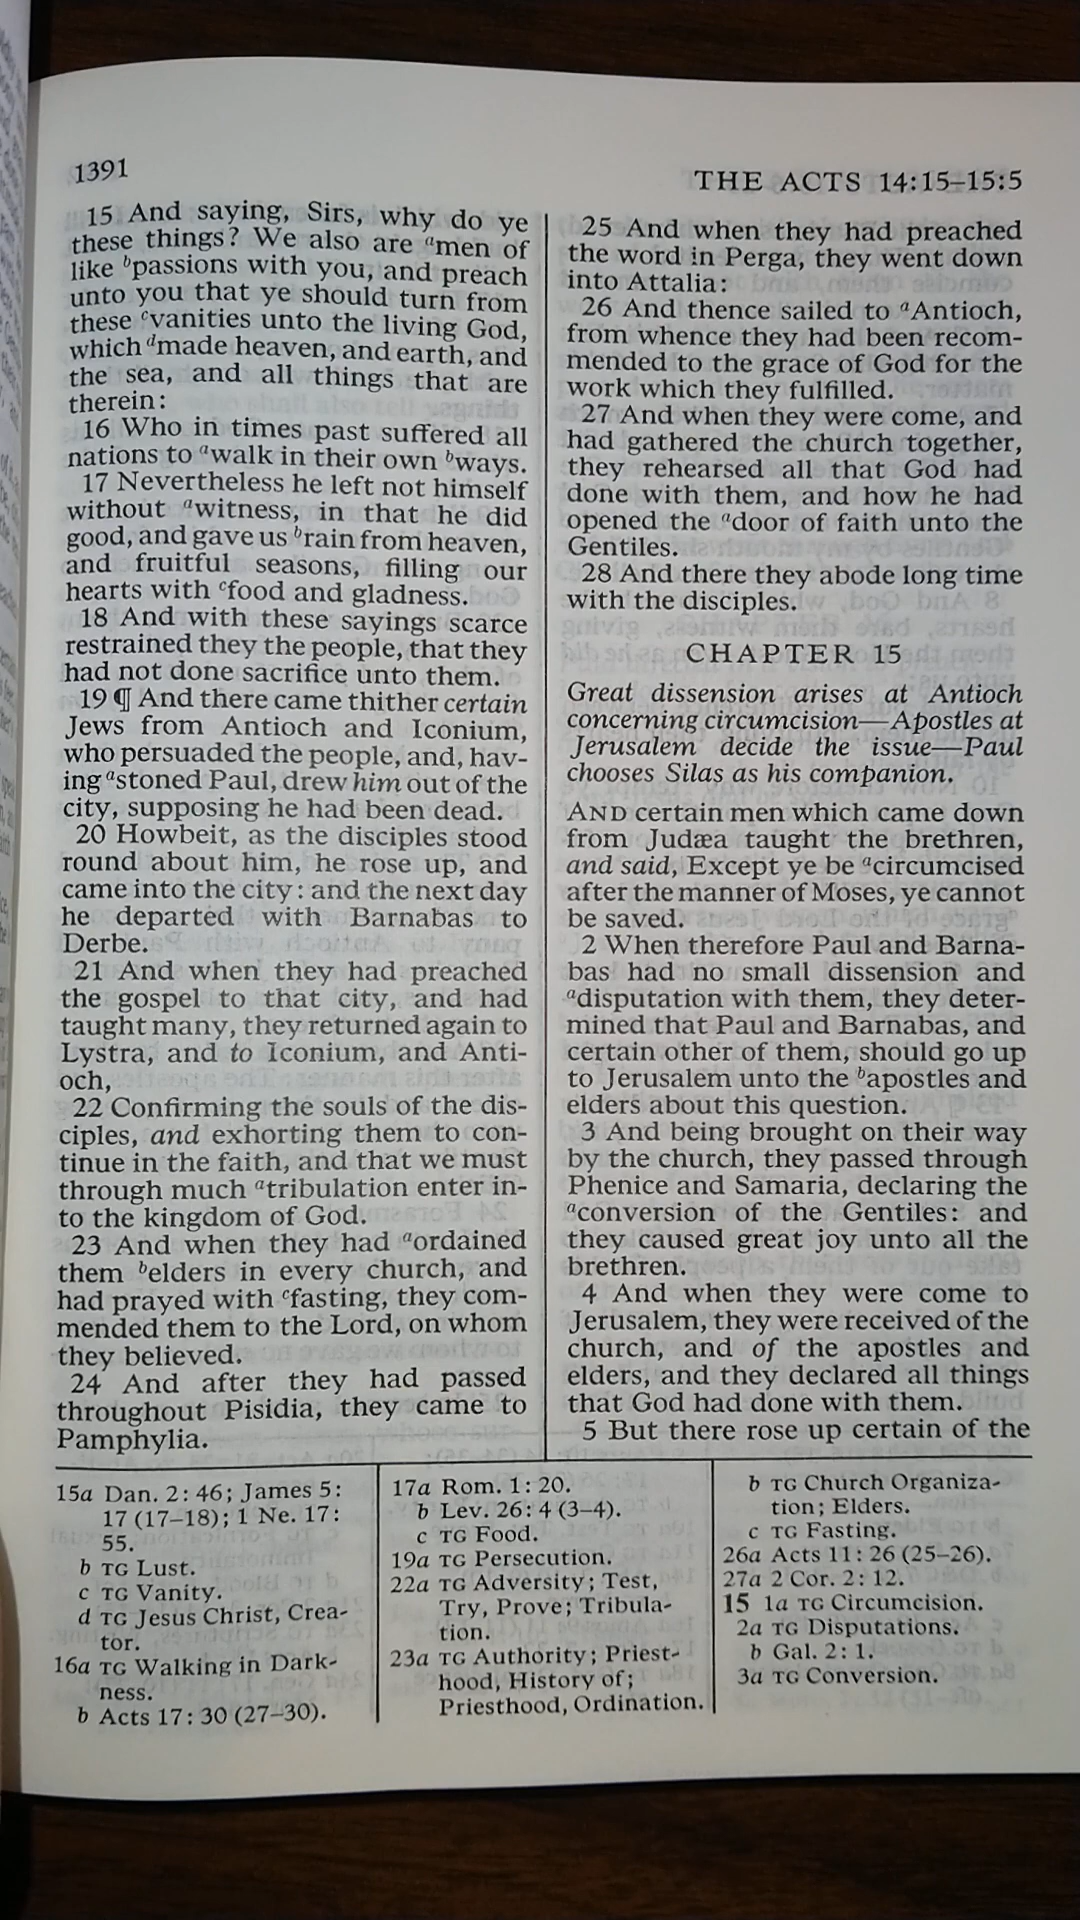 1391
THE ACTS 14:15–15:5
15 And saying, Sirs, why do ye
these things? We also are ᵃmen of
like ᵇpassions with you, and preach
unto you that ye should turn from
these ᶜvanities unto the living God,
which ᵈmade heaven, and earth, and
the sea, and all things that are
therein:
16 Who in times past suffered all
nations to ᵃwalk in their own ᵇways.
17 Nevertheless he left not himself
without ᵃwitness, in that he did
good, and gave us ᵇrain from heaven,
and fruitful seasons, filling our
hearts with ᶜfood and gladness.
18 And with these sayings scarce
restrained they the people, that they
had not done sacrifice unto them.
19 ¶ And there came thither certain
Jews from Antioch and Iconium,
who persuaded the people, and, hav-
ing ᵃstoned Paul, drew him out of the
city, supposing he had been dead.
20 Howbeit, as the disciples stood
round about him, he rose up, and
came into the city: and the next day
he departed with Barnabas to
Derbe.
21 And when they had preached
the gospel to that city, and had
taught many, they returned again to
Lystra, and to Iconium, and Anti-
och,
22 Confirming the souls of the dis-
ciples, and exhorting them to con-
tinue in the faith, and that we must
through much ᵃtribulation enter in-
to the kingdom of God.
23 And when they had ᵃordained
them ᵇelders in every church, and
had prayed with ᶜfasting, they com-
mended them to the Lord, on whom
they believed.
24 And after they had passed
throughout Pisidia, they came to
Pamphylia.
25 And when they had preached
the word in Perga, they went down
into Attalia:
26 And thence sailed to ᵃAntioch,
from whence they had been recom-
mended to the grace of God for the
work which they fulfilled.
27 And when they were come, and
had gathered the church together,
they rehearsed all that God had
done with them, and how he had
opened the ᵃdoor of faith unto the
Gentiles.
28 And there they abode long time
with the disciples.
CHAPTER 15
Great dissension arises at Antioch
concerning circumcision—Apostles at
Jerusalem decide the issue—Paul
chooses Silas as his companion.
AND certain men which came down
from Judæa taught the brethren,
and said, Except ye be ᵃcircumcised
after the manner of Moses, ye cannot
be saved.
2 When therefore Paul and Barna-
bas had no small dissension and
ᵃdisputation with them, they deter-
mined that Paul and Barnabas, and
certain other of them, should go up
to Jerusalem unto the ᵇapostles and
elders about this question.
3 And being brought on their way
by the church, they passed through
Phenice and Samaria, declaring the
ᵃconversion of the Gentiles: and
they caused great joy unto all the
brethren.
4 And when they were come to
Jerusalem, they were received of the
church, and of the apostles and
elders, and they declared all things
that God had done with them.
5 But there rose up certain of the
15a Dan. 2: 46; James 5:
17 (17–18); 1 Ne. 17:
55.
b TG Lust.
c TG Vanity.
d TG Jesus Christ, Crea-
tor.
16a TG Walking in Dark-
ness.
b Acts 17: 30 (27–30).
17a Rom. 1: 20.
b Lev. 26: 4 (3–4).
c TG Food.
19a TG Persecution.
22a TG Adversity; Test,
Try, Prove; Tribula-
tion.
23a TG Authority; Priest-
hood, History of;
Priesthood, Ordination.
b TG Church Organiza-
tion; Elders.
c TG Fasting.
26a Acts 11: 26 (25–26).
27a 2 Cor. 2: 12.
15 1a TG Circumcision.
2a TG Disputations.
b Gal. 2: 1.
3a TG Conversion.